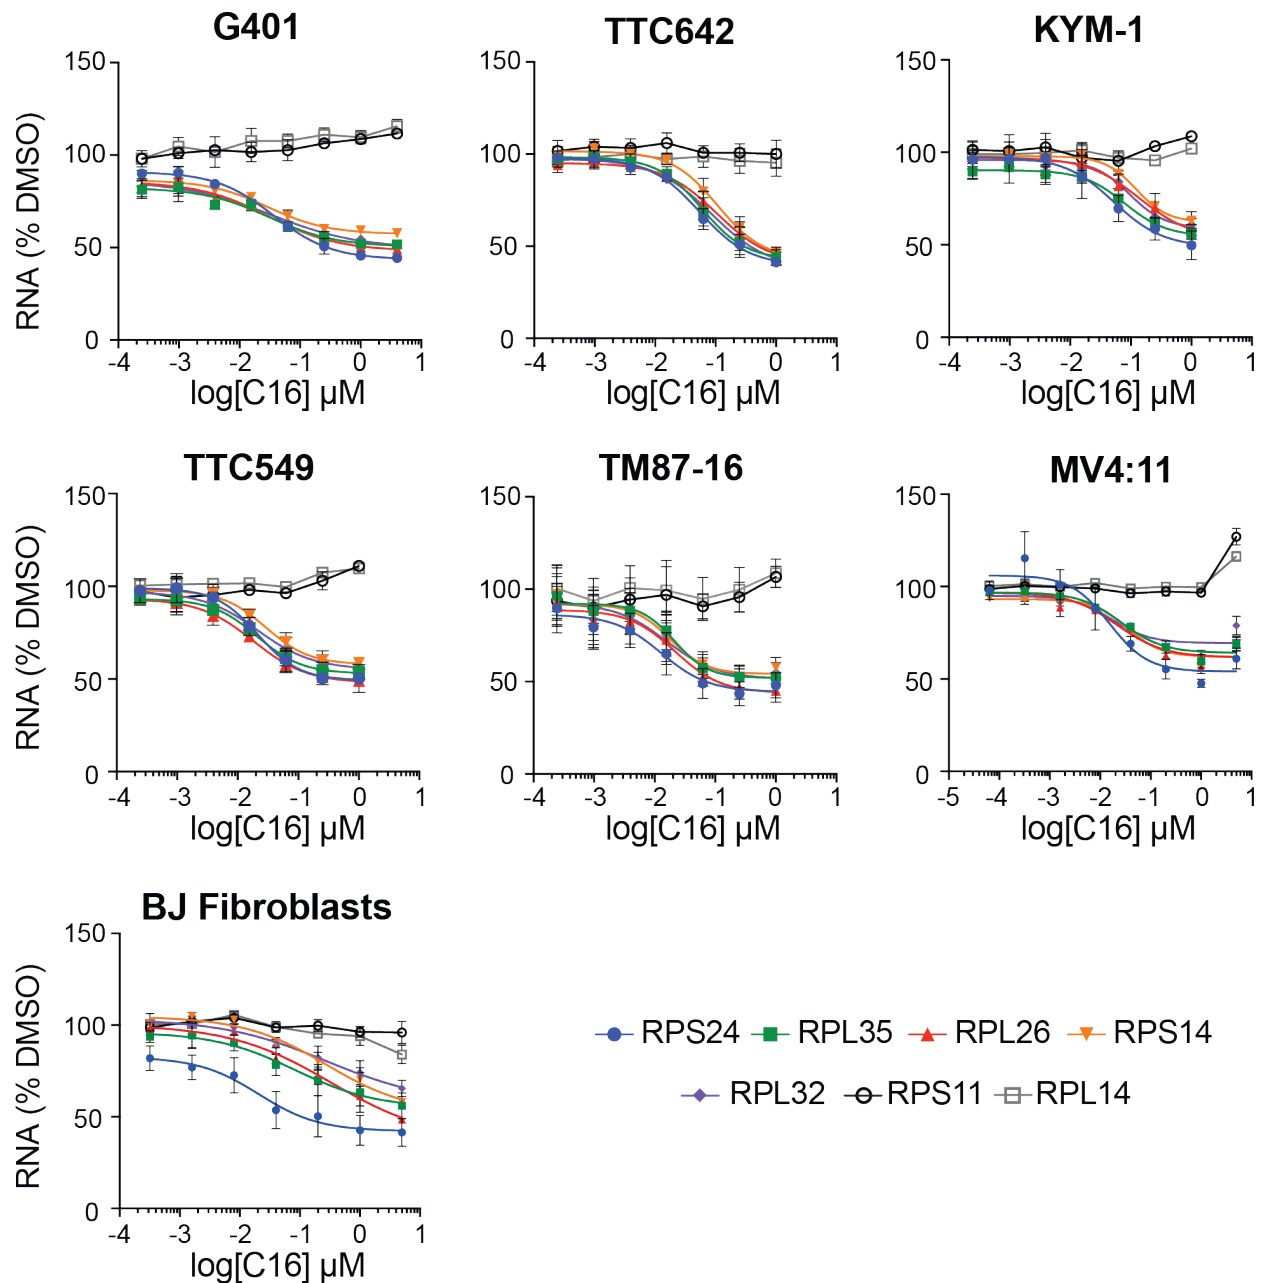 G401
TTC642
KYM-1
RNA (% DMSO)
150
100
50
0
-4 -3 -2 -1 0 1
log[C16] µM
150
100
50
0
-4 -3 -2 -1 0 1
log[C16] µM
150
100
50
0
-4 -3 -2 -1 0 1
log[C16] µM
TTC549
TM87-16
MV4:11
RNA (% DMSO)
150
100
50
0
-4 -3 -2 -1 0 1
log[C16] µM
150
100
50
0
-4 -3 -2 -1 0 1
log[C16] µM
150
100
50
0
-5 -4 -3 -2 -1 0 1
log[C16] µM
BJ Fibroblasts
RNA (% DMSO)
150
100
50
0
-4 -3 -2 -1 0 1
log[C16] µM
RPS24 RPL35 RPL26 RPS14
RPL32 RPS11 RPL14